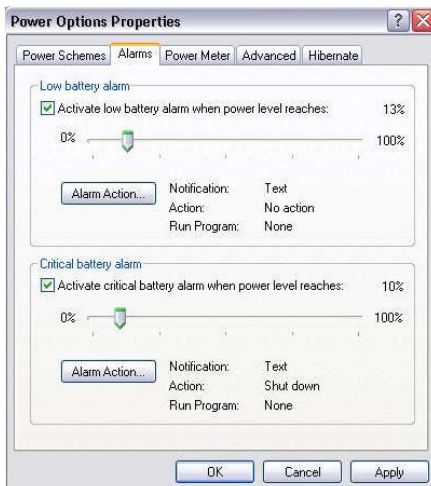 Power Options Properties
?
X
Power Schemes Alarms Power Meter Advanced Hibernate
Low battery alarm
Activate low battery alarm when power level reaches: 13%
0% 100%
Alarm Action...
Notification: Text
Action: No action
Run Program: None
Critical battery alarm
Activate critical battery alarm when power level reaches: 10%
0% 100%
Alarm Action...
Notification: Text
Action: Shut down
Run Program: None
OK Cancel Apply